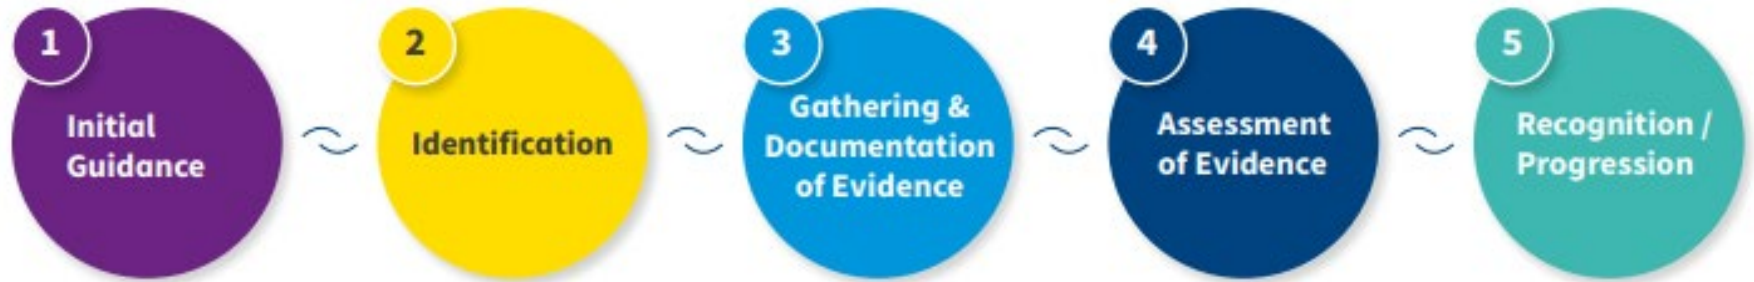 1
Initial
Guidance
2
Identification
3
Gathering &
Documentation
of Evidence
4
Assessment
of Evidence
5
Recognition /
Progression